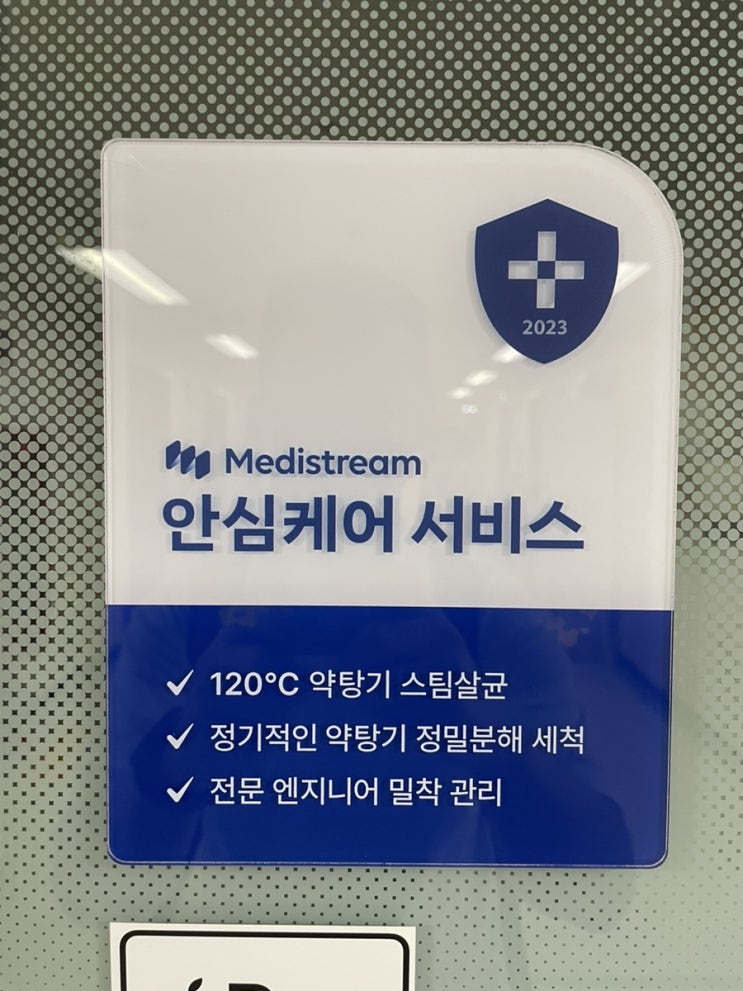 2023
Medistream
안심케어 서비스
120°C 약탕기 스팀살균
정기적인 약탕기 정밀분해 세척
전문 엔지니어 밀착 관리